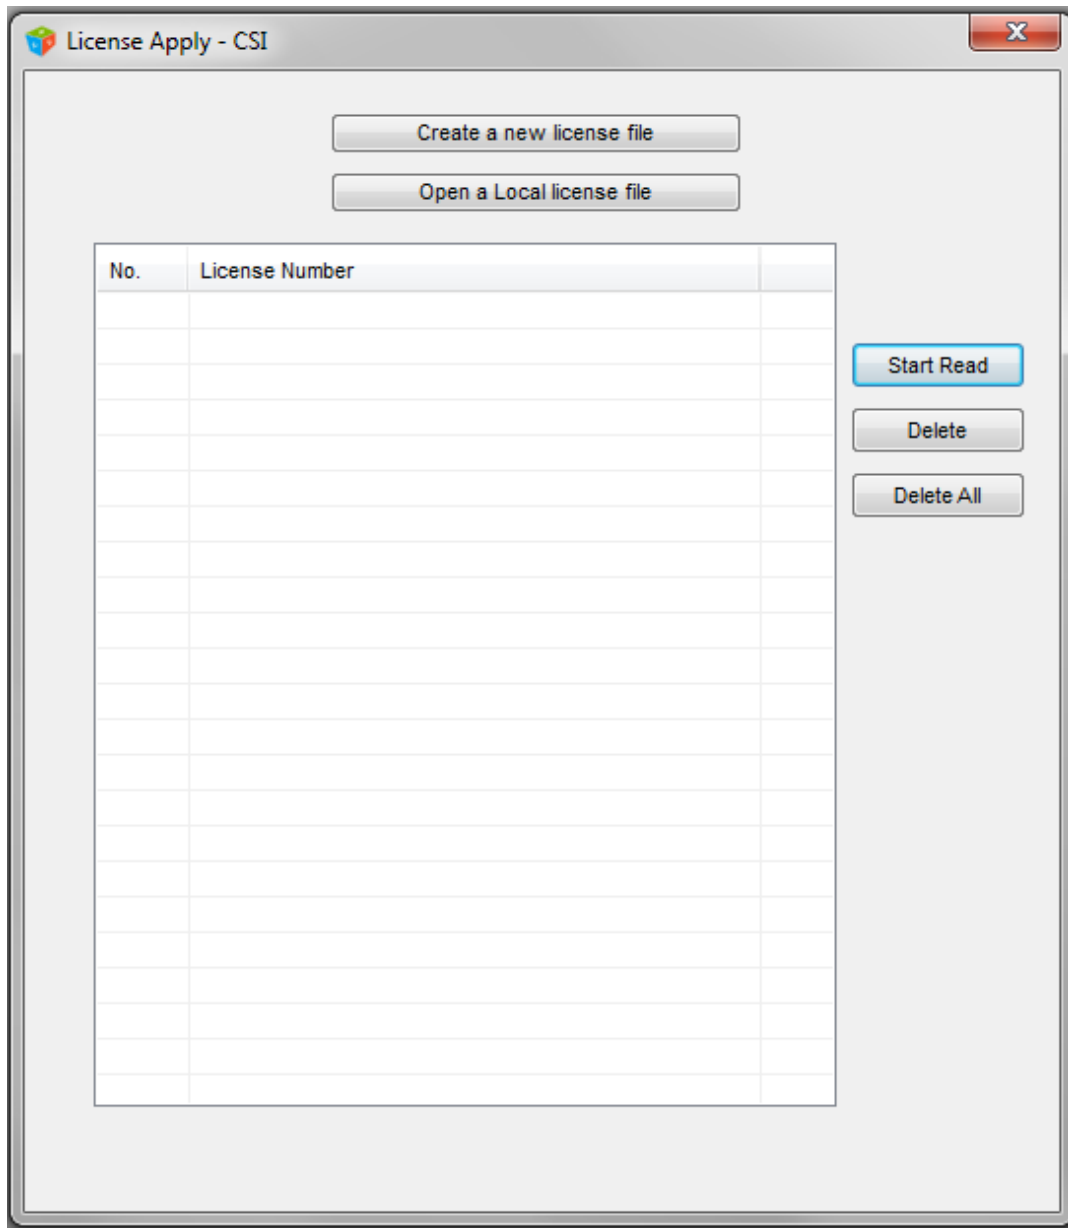 License Apply - CSI
Create a new license file
Open a Local license file
No. License Number
Start Read
Delete
Delete All